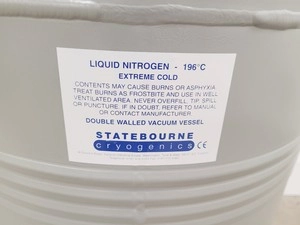 LIQUID NITROGEN - 196°C
EXTREME COLD
CONTENTS MAY CAUSE BURNS OR ASPHYXIA.
TREAT BURNS AS FROSTBITE AND USE IN WELL
VENTILATED AREA. NEVER OVERFILL, TIP, SPILL
OR PUNCTURE. IF IN DOUBT, REFER TO MANUAL
OR CONTACT MANUFACTURER.
DOUBLE WALLED VACUUM VESSEL
STATEBOURNE
cryogenics CE